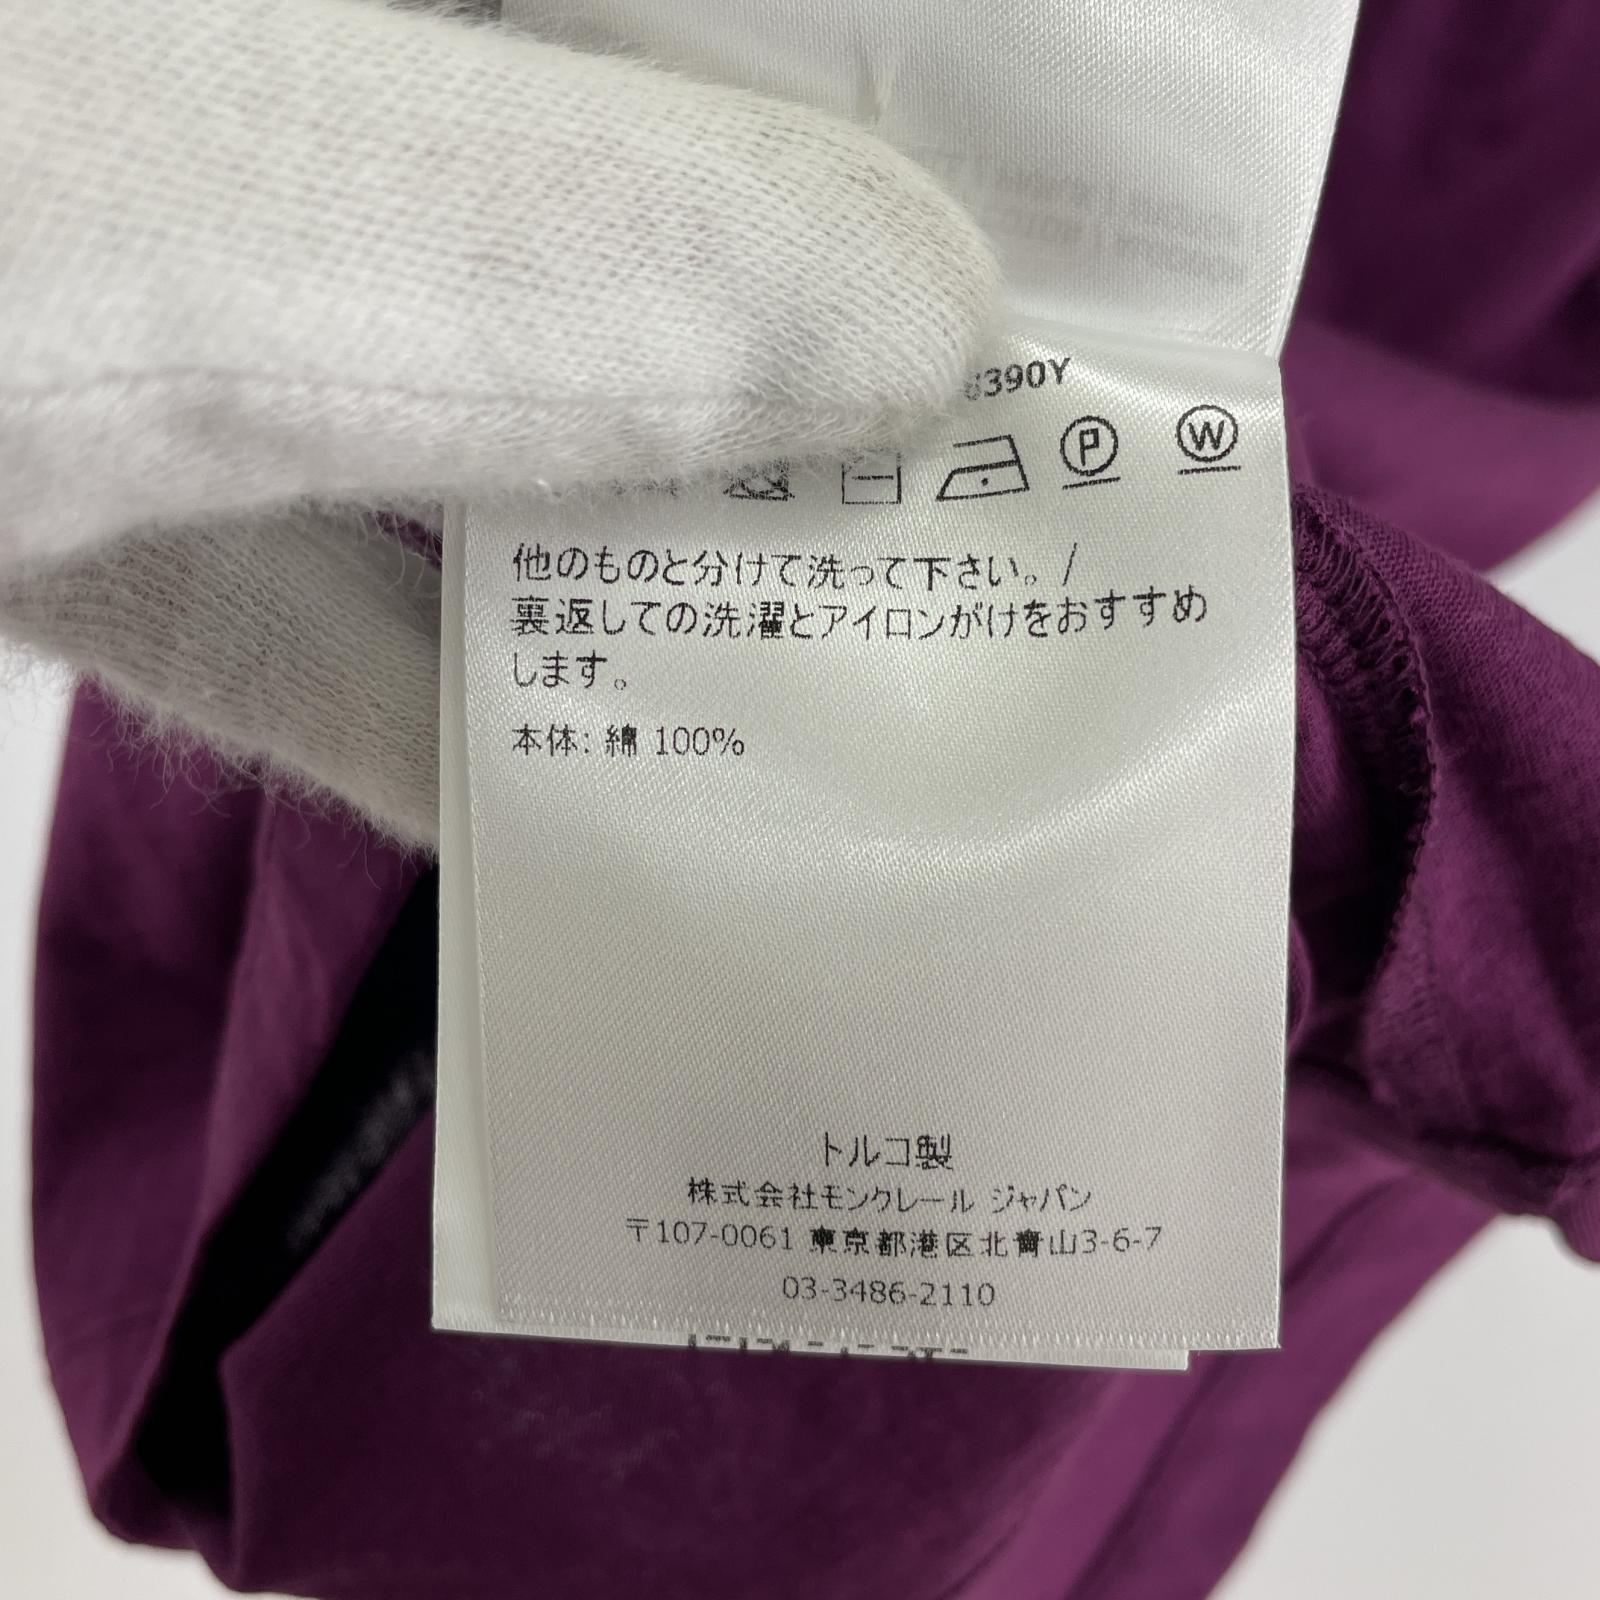 390Y
P W
他のものと分けて洗って下さい。/
裏返しての洗濯とアイロンがけをおすすめ
します。
本体: 綿 100%
トルコ製
株式会社モンクレール ジャパン
〒107-0061 東京都港区北青山3-6-7
03-3486-2110